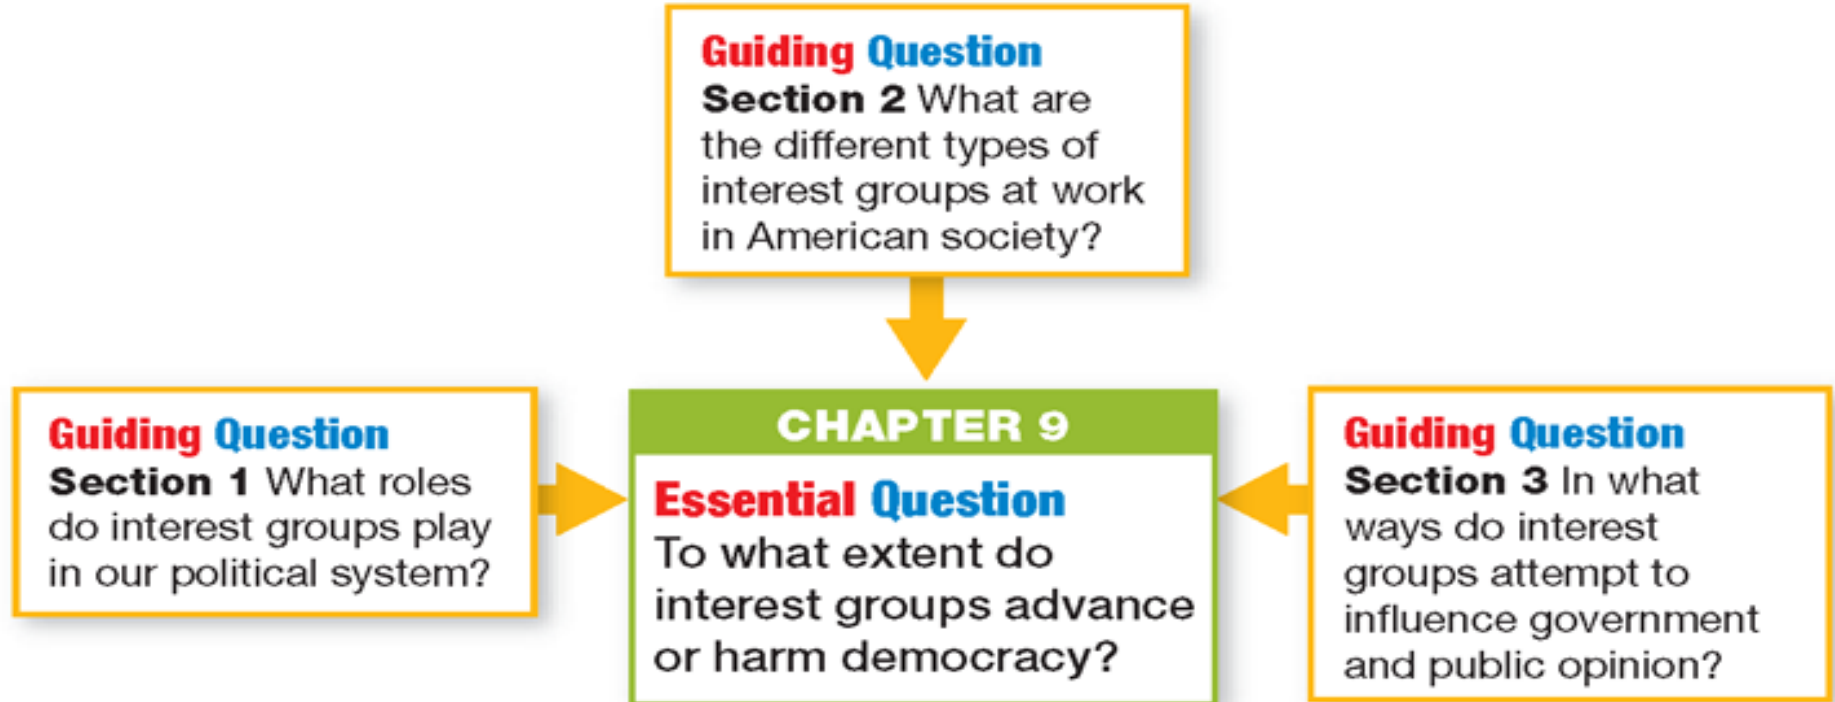 Guiding Question
Section 2 What are
the different types of
interest groups at work
in American society?
Guiding Question
Section 1 What roles
do interest groups play
in our political system?
CHAPTER 9
Essential Question
To what extent do
interest groups advance
or harm democracy?
Guiding Question
Section 3 In what
ways do interest
groups attempt to
influence government
and public opinion?